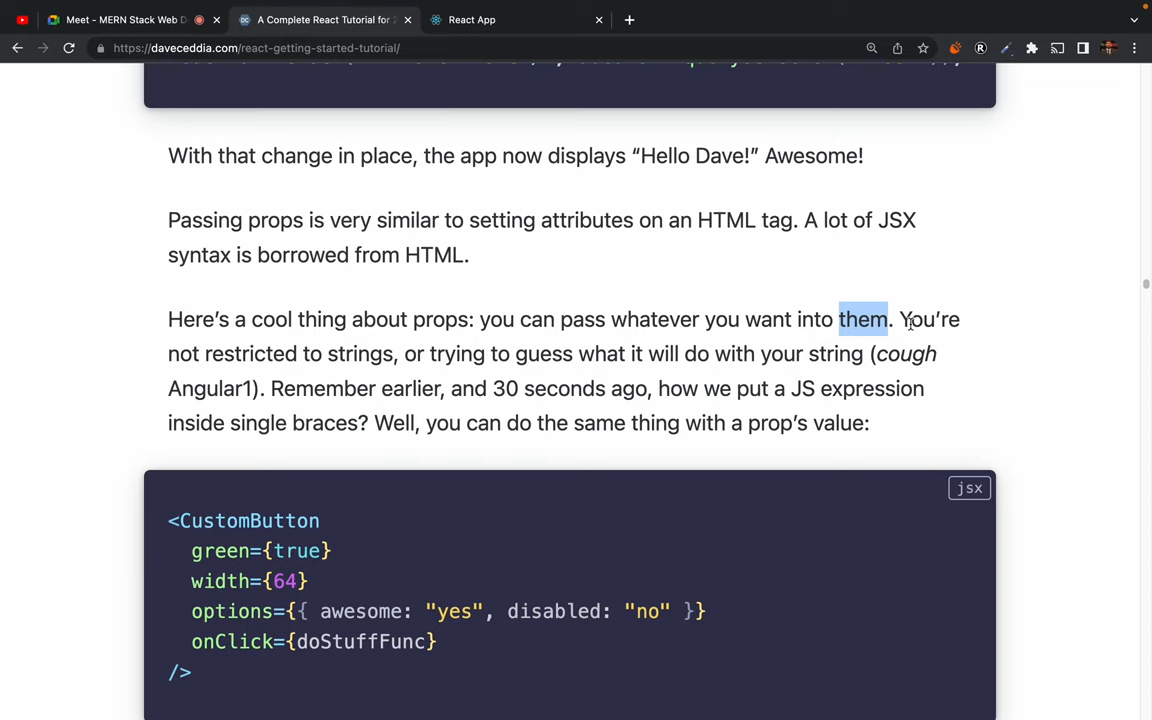 Meet - MERN Stack Web D
A Complete React Tutorial for 2
React App
https://daveceddia.com/react-getting-started-tutorial/
With that change in place, the app now displays “Hello Dave!” Awesome!
Passing props is very similar to setting attributes on an HTML tag. A lot of JSX
syntax is borrowed from HTML.
Here’s a cool thing about props: you can pass whatever you want into them. You’re
not restricted to strings, or trying to guess what it will do with your string (cough
Angular1). Remember earlier, and 30 seconds ago, how we put a JS expression
inside single braces? Well, you can do the same thing with a prop’s value:
jsx
<CustomButton
green={true}
width={64}
options={{ awesome: "yes", disabled: "no" }}
onClick={doStuffFunc}
/>